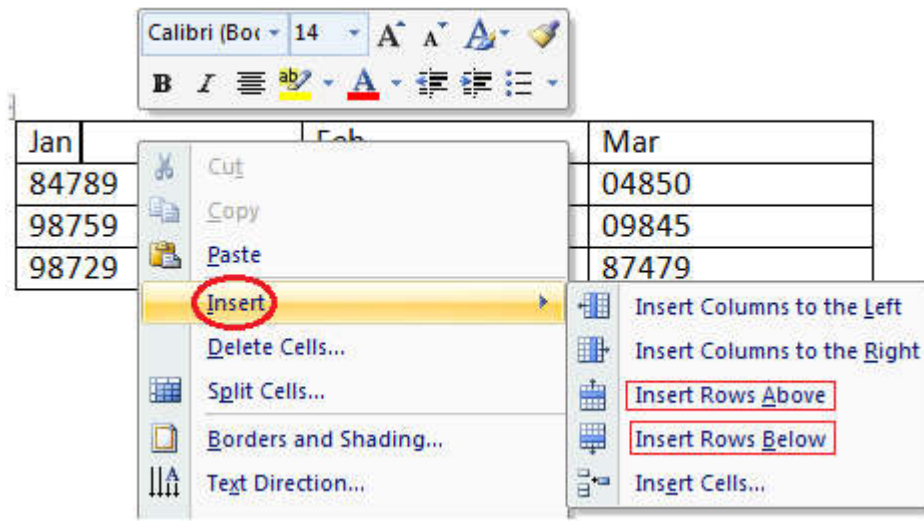 Calibri (Boc 14 A A A
B I ab A
Jan Feb Mar
84789 04850
98759 09845
98729 87479
Cut
Copy
Paste
Insert
Delete Cells...
Split Cells...
Borders and Shading...
Text Direction...
Insert Columns to the Left
Insert Columns to the Right
Insert Rows Above
Insert Rows Below
Insert Cells...